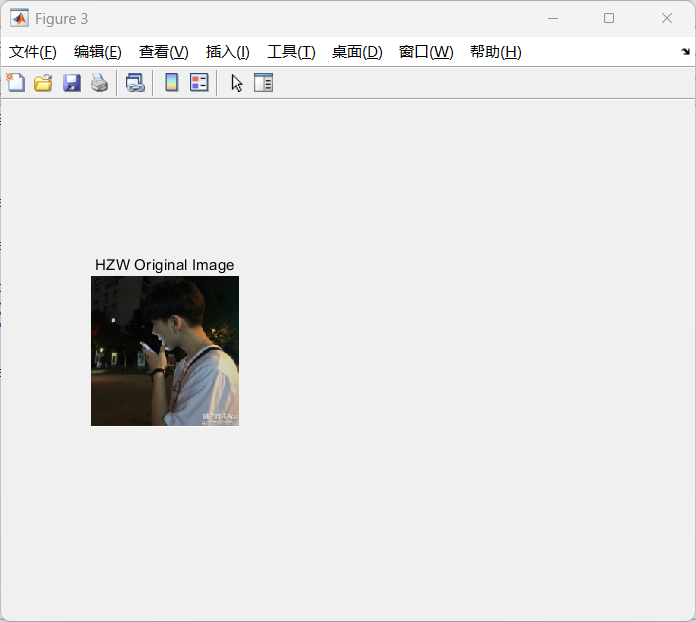 Figure 3
文件(F) 编辑(E) 查看(V) 插入(I) 工具(T) 桌面(D) 窗口(W) 帮助(H)
HZW Original Image